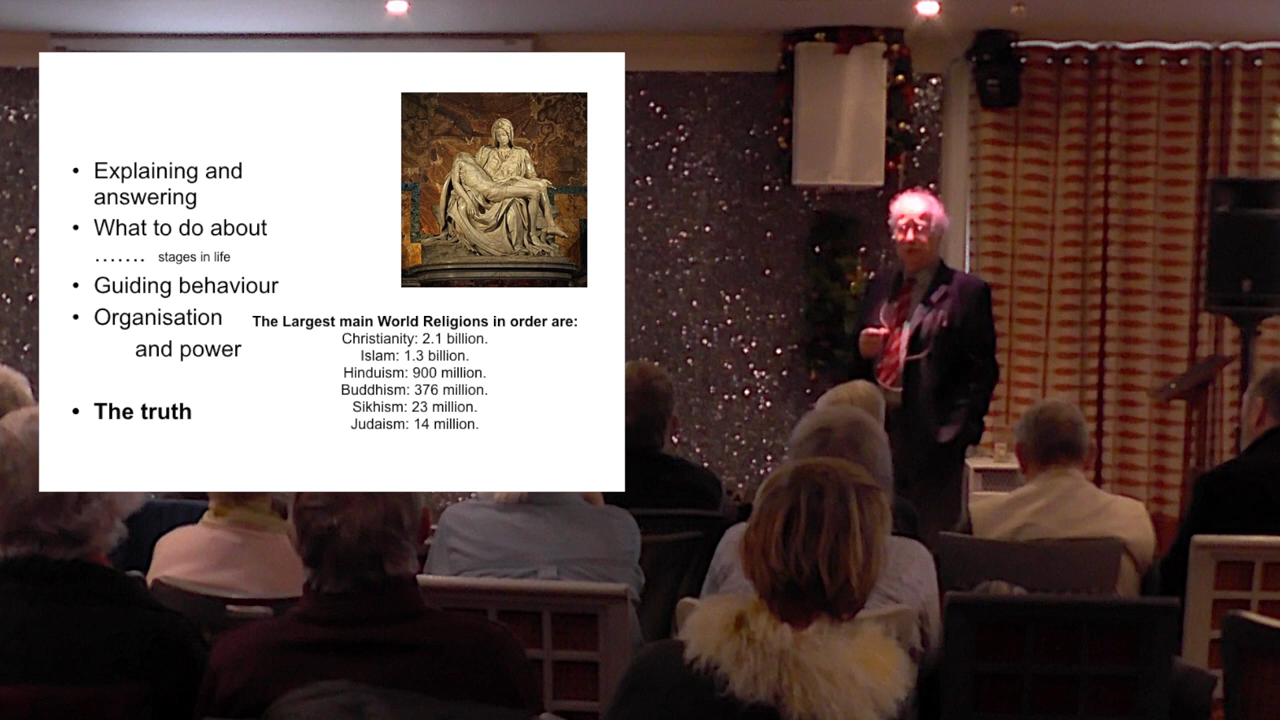 • Explaining and
answering
• What to do about
....... stages in life
• Guiding behaviour
• Organisation
and power
• The truth
The Largest main World Religions in order are:
Christianity: 2.1 billion.
Islam: 1.3 billion.
Hinduism: 900 million.
Buddhism: 376 million.
Sikhism: 23 million.
Judaism: 14 million.